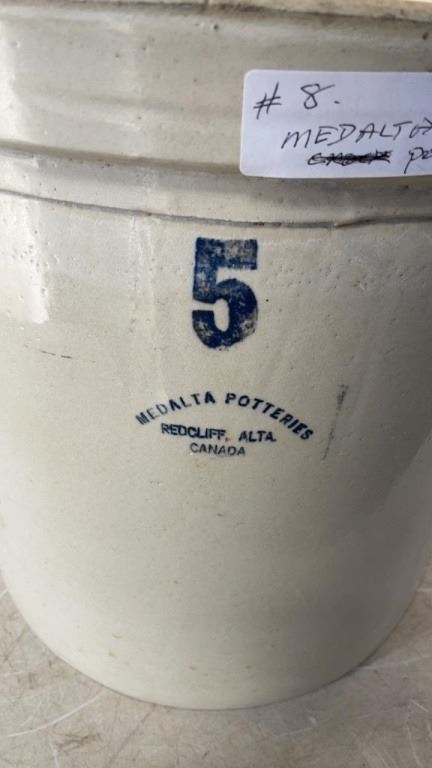 # 8.
MEDALTA
5
MEDALTA POTTERIES
REDCLIFF, ALTA.
CANADA